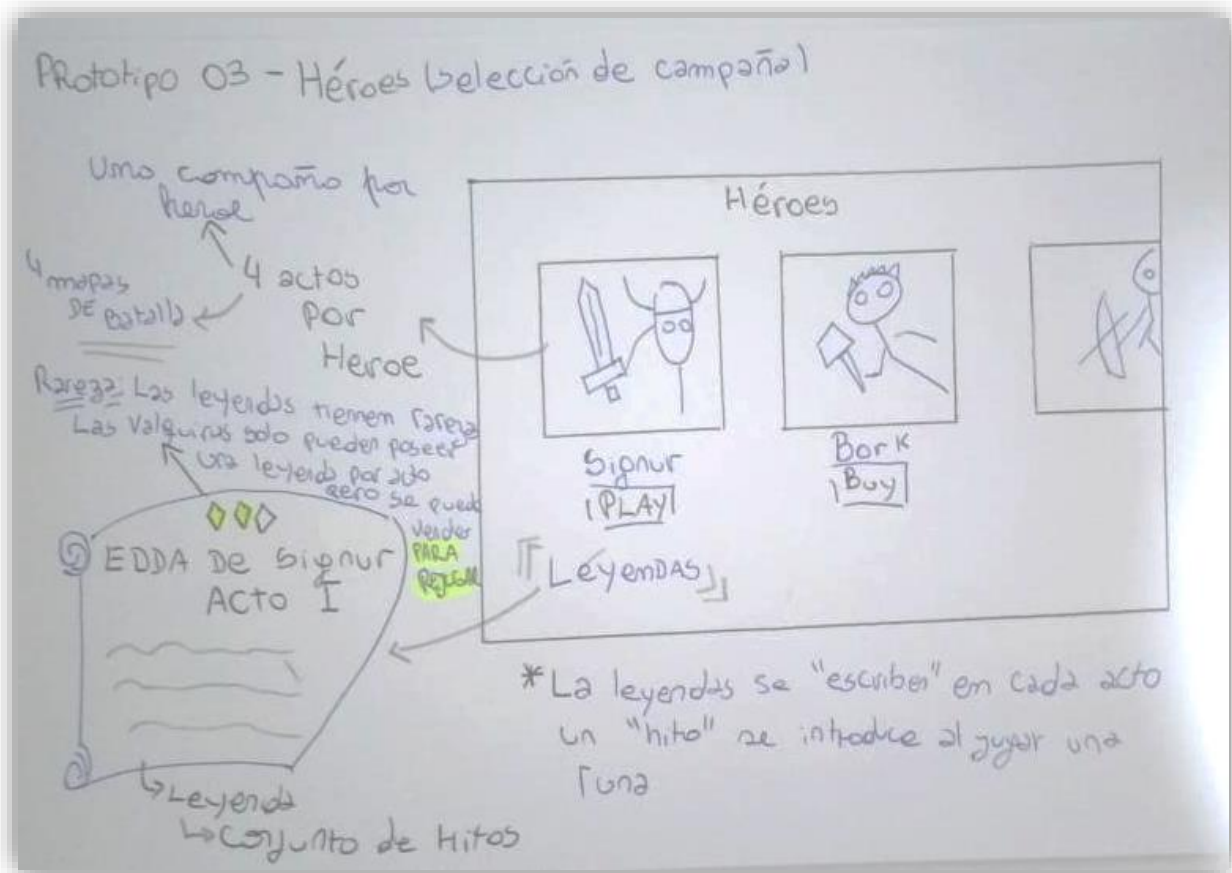 PRototipo 03 - Héroes (selección de campaña)
Una campaña por
heroe
4 actos
por
Heroe
4 mapas
DE Batalla
Rareza: Las leyendas tienen rareza
Las Valquirias solo pueden poseer
una leyenda por acto
pero se puede
vender
PARA
EDDA De Signur
ACTO I
Leyenda
Conjunto de Hitos
Héroes
Signur
PLAY
Bork
Buy
LeyenDAS
*La leyendas se "escriben" en cada acto
un "hito" se introduce al jugar una
runa